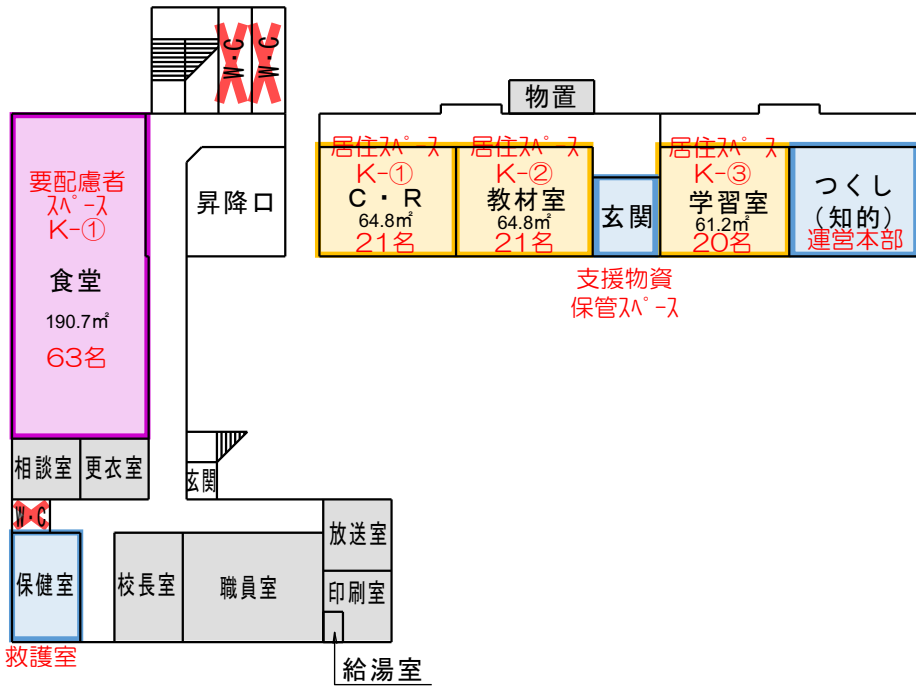 W・C
W・C
物置
要配慮者
スペース
K-①
食堂
190.7㎡
63名
昇降口
居住スペース
K-①
C・R
64.8㎡
21名
居住スペース
K-②
教材室
64.8㎡
21名
玄関
支援物資
保管スペース
居住スペース
K-③
学習室
61.2㎡
20名
つくし
(知的)
運営本部
相談室
更衣室
玄関
W・C
保健室
救護室
校長室
職員室
放送室
印刷室
給湯室